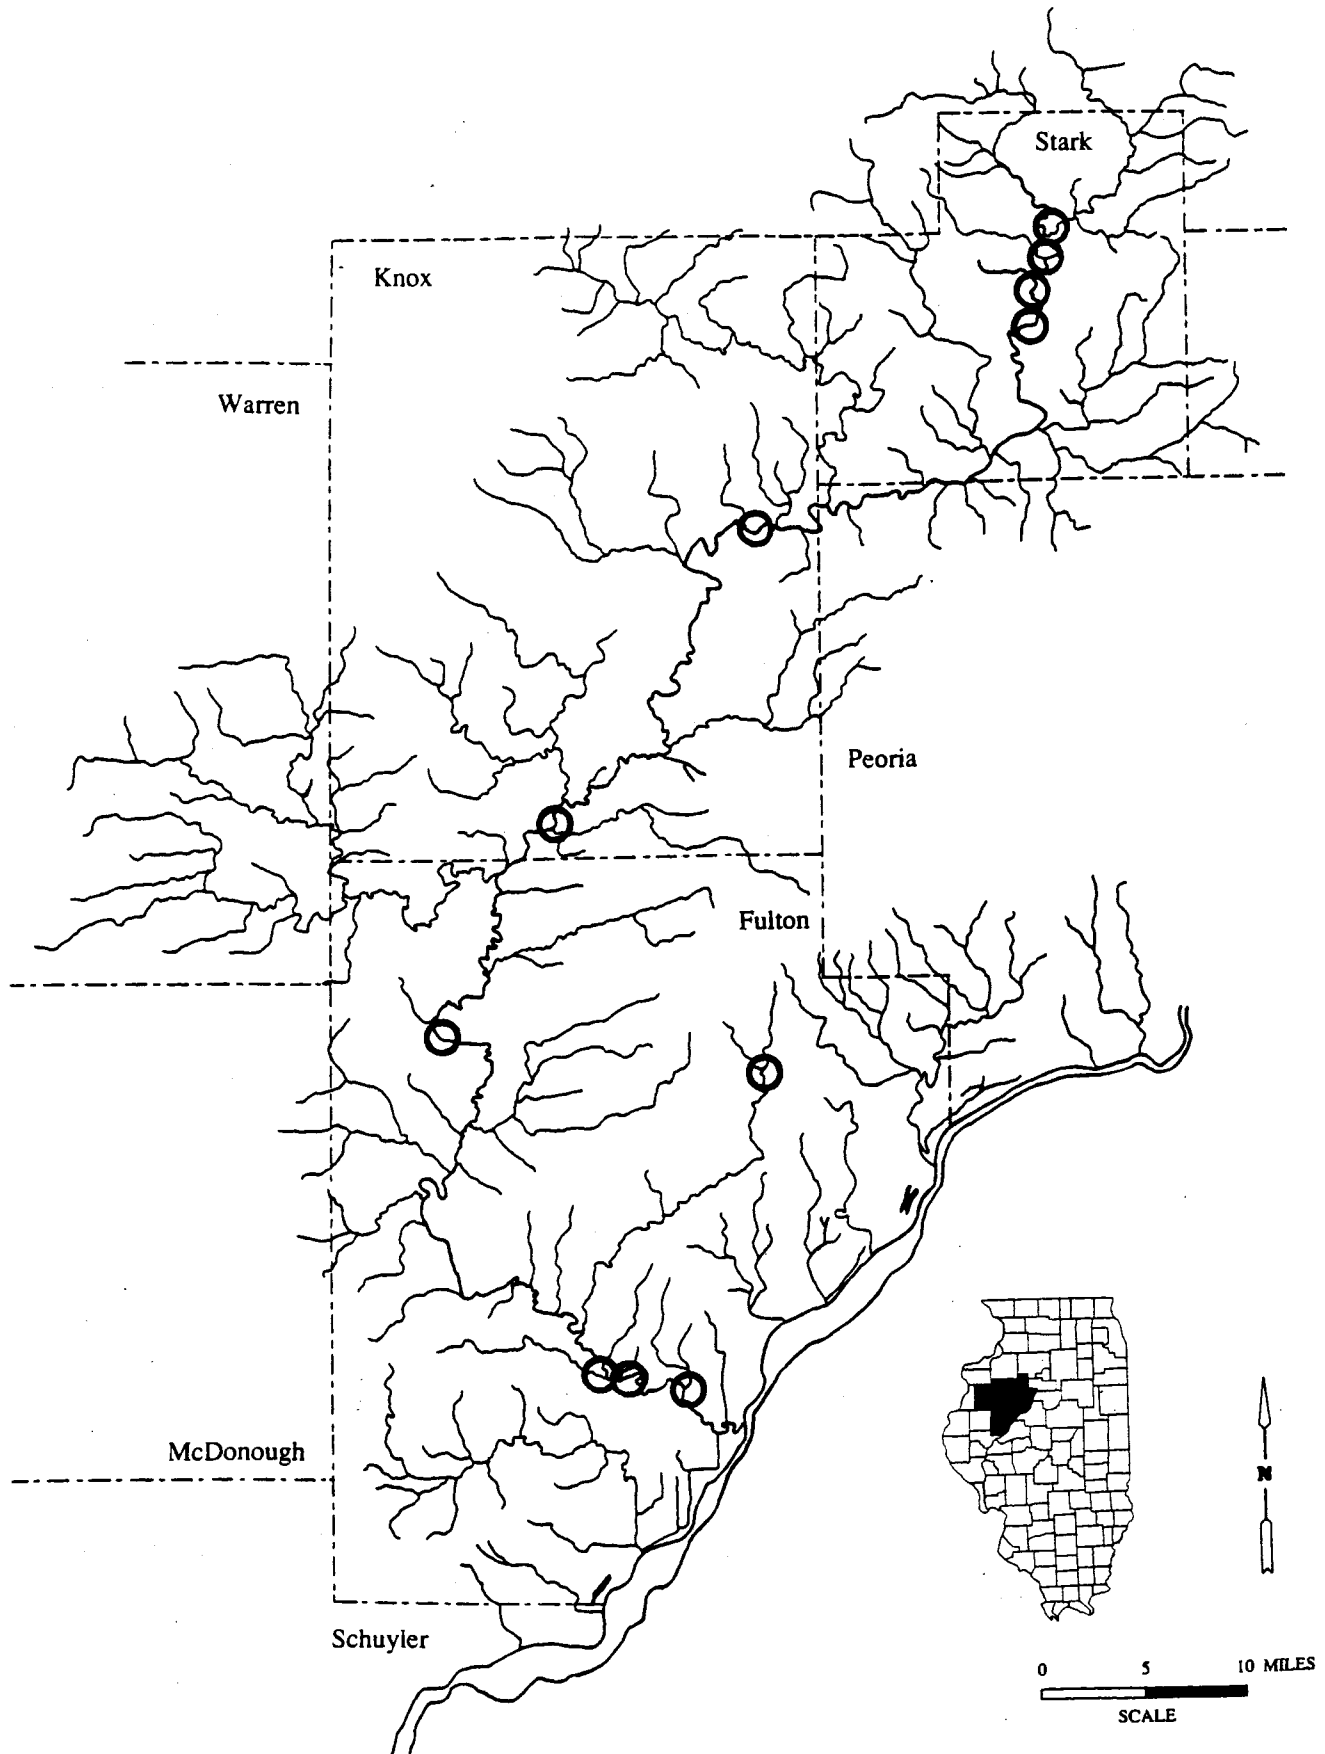 Stark
Knox
Warren
Peoria
Fulton
McDonough
N
Schuyler
0 5 10 MILES
SCALE